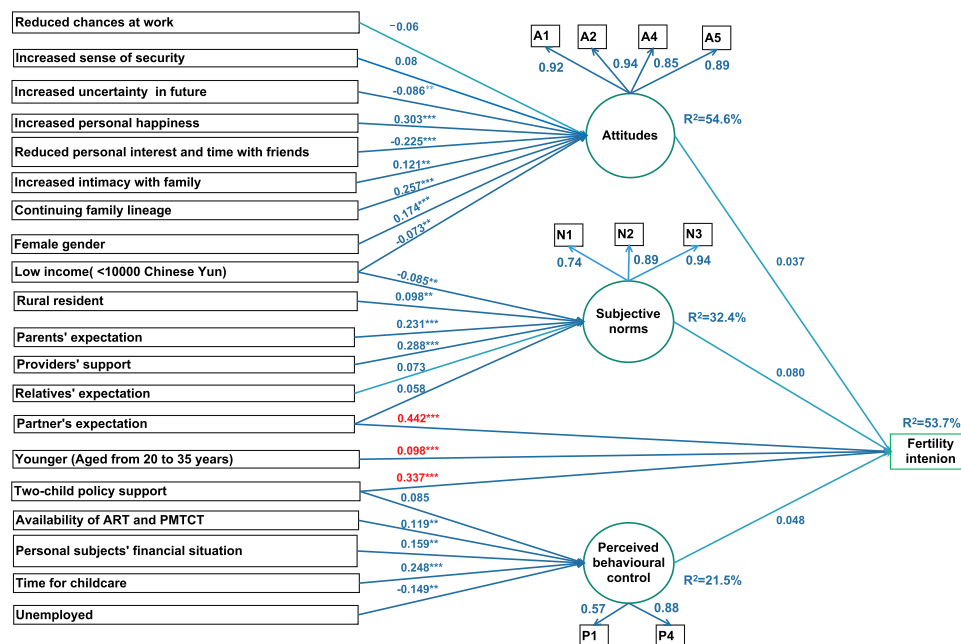 Reduced chances at work
Increased sense of security
Increased uncertainty in future
Increased personal happiness
Reduced personal interest and time with friends
Increased intimacy with family
Continuing family lineage
Female gender
Low income( <10000 Chinese Yun)
Rural resident
Parents' expectation
Providers' support
Relatives' expectation
Partner's expectation
Younger (Aged from 20 to 35 years)
Two-child policy support
Availability of ART and PMTCT
Personal subjects' financial situation
Time for childcare
Unemployed
-0.06
0.08
-0.086**
0.303***
-0.225***
0.121**
0.257***
0.174***
-0.073**
-0.085**
0.098**
0.231***
0.288***
0.073
0.058
0.442***
0.098***
0.337***
0.085
0.119**
0.159**
0.248***
-0.149**
A1
A2
A4
A5
0.92
0.94
0.85
0.89
Attitudes
R²=54.6%
N1
N2
N3
0.74
0.89
0.94
Subjective
norms
R²=32.4%
Perceived
behavioural
control
R²=21.5%
0.57
0.88
P1
P4
0.037
0.080
0.048
R²=53.7%
Fertility
intenion